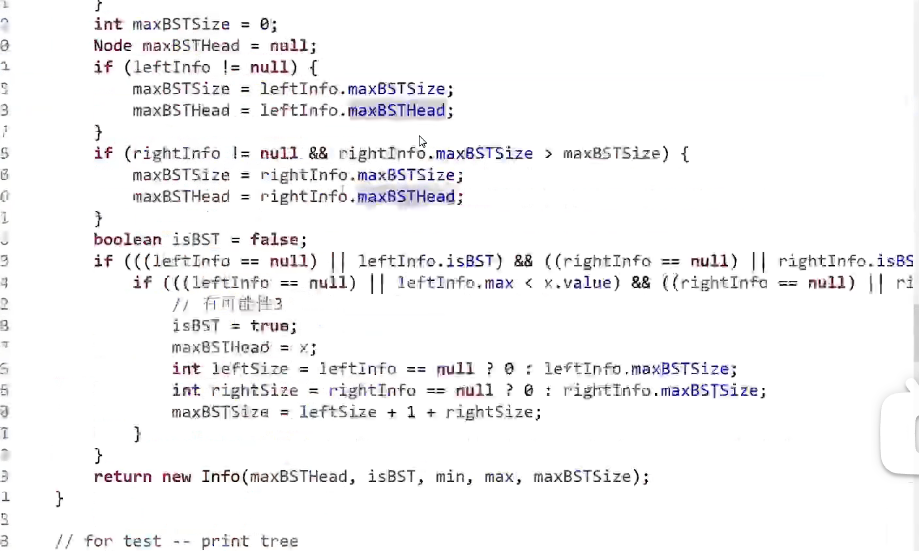 }
int maxBSTSize = 0;
Node maxBSTHead = null;
if (leftInfo != null) {
maxBSTSize = leftInfo.maxBSTSize;
maxBSTHead = leftInfo.maxBSTHead;
}
if (rightInfo != null && rightInfo.maxBSTSize > maxBSTSize) {
maxBSTSize = rightInfo.maxBSTSize;
maxBSTHead = rightInfo.maxBSTHead;
}
boolean isBST = false;
if (((leftInfo == null) || leftInfo.isBST) && ((rightInfo == null) || rightInfo.isBS
if (((leftInfo == null) || leftInfo.max < x.value) && ((rightInfo == null) || ri
// 有可能性3
isBST = true;
maxBSTHead = x;
int leftSize = leftInfo == null ? 0 : leftInfo.maxBSTSize;
int rightSize = rightInfo == null ? 0 : rightInfo.maxBSTSize;
maxBSTSize = leftSize + 1 + rightSize;
}
}
return new Info(maxBSTHead, isBST, min, max, maxBSTSize);
}
// for test -- print tree